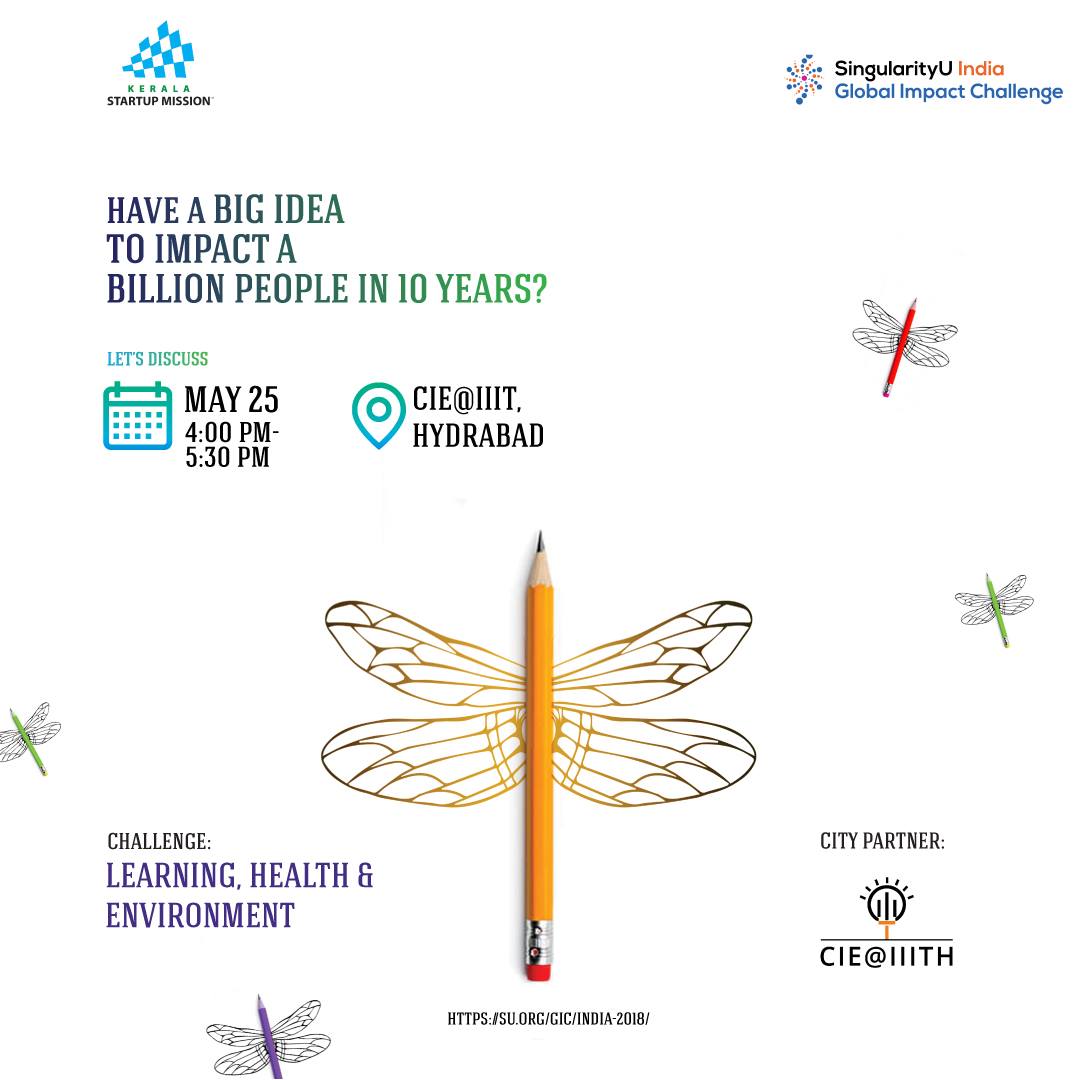 KERALA
STARTUP MISSION
SingularityU India
Global Impact Challenge
HAVE A BIG IDEA
TO IMPACT A
BILLION PEOPLE IN 10 YEARS?
LET'S DISCUSS
MAY 25
4:00 PM-
5:30 PM
CIE@IIIT,
HYDRABAD
CHALLENGE:
LEARNING, HEALTH &
ENVIRONMENT
CITY PARTNER:
CIE@IIITH
HTTPS://SU.ORG/GIC/INDIA-2018/